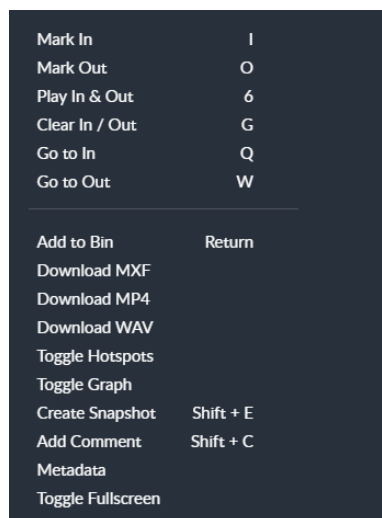 Mark In I
Mark Out O
Play In & Out 6
Clear In / Out G
Go to In Q
Go to Out W
Add to Bin Return
Download MXF
Download MP4
Download WAV
Toggle Hotspots
Toggle Graph
Create Snapshot Shift + E
Add Comment Shift + C
Metadata
Toggle Fullscreen